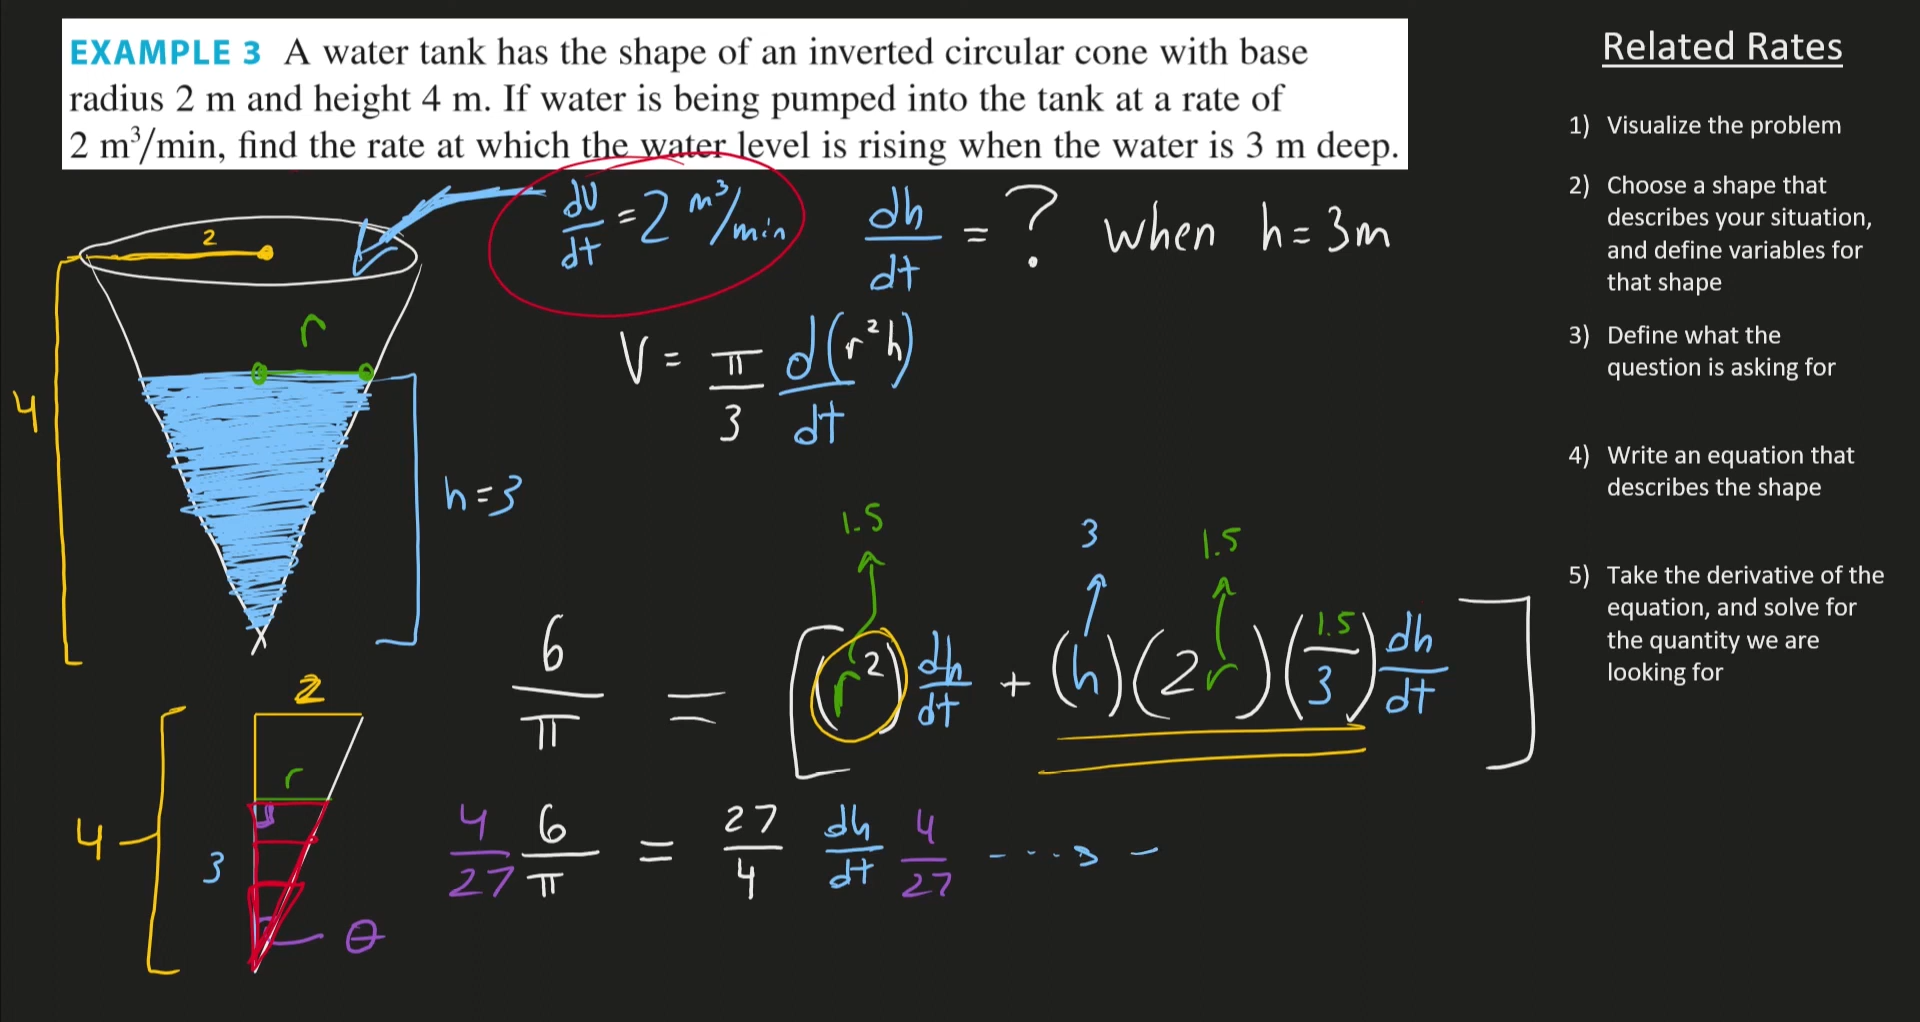 EXAMPLE 3 A water tank has the shape of an inverted circular cone with base
radius 2 m and height 4 m. If water is being pumped into the tank at a rate of
2 m³/min, find the rate at which the water level is rising when the water is 3 m deep.
dV/dt = 2 m³/min
dh/dt = ? when h = 3m
2
r
4
h = 3
V = π/3 d(r²h)/dt
1.5
3
1.5
6/π = [(r²) dh/dt + (h)(2r)(1.5/3) dh/dt]
4/27 6/π = 27/4 dh/dt 4/27
2
r
4
3
θ
Related Rates
1) Visualize the problem
2) Choose a shape that
describes your situation,
and define variables for
that shape
3) Define what the
question is asking for
4) Write an equation that
describes the shape
5) Take the derivative of the
equation, and solve for
the quantity we are
looking for